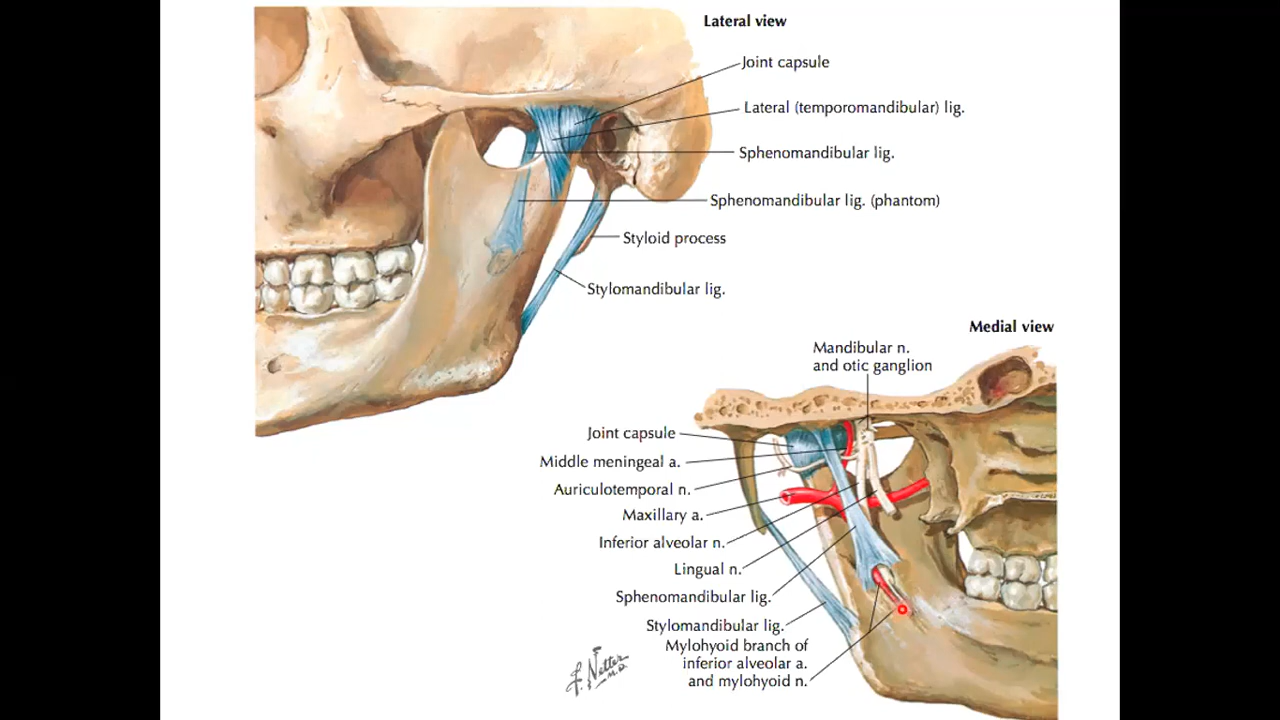 Lateral view
Joint capsule
Lateral (temporomandibular) lig.
Sphenomandibular lig.
Sphenomandibular lig. (phantom)
Styloid process
Stylomandibular lig.
Medial view
Mandibular n.
and otic ganglion
Joint capsule
Middle meningeal a.
Auriculotemporal n.
Maxillary a.
Inferior alveolar n.
Lingual n.
Sphenomandibular lig.
Stylomandibular lig.
Mylohyoid branch of
inferior alveolar a.
and mylohyoid n.
F. Netter
M.D.